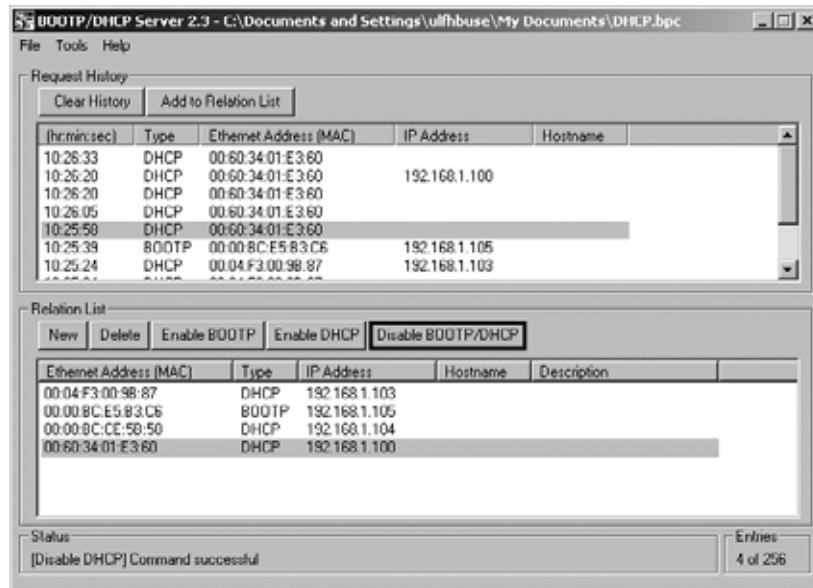 BOOTP/DHCP Server 2.3 - C:\Documents and Settings\ulfhbuse\My Documents\DHCP.bpc
File Tools Help
Request History
Clear History Add to Relation List
(hr:min:sec) Type Ethernet Address (MAC) IP Address Hostname
10:26:33 DHCP 00:60:34:01:E3:60
10:26:20 DHCP 00:60:34:01:E3:60 192.168.1.100
10:26:20 DHCP 00:60:34:01:E3:60
10:26:05 DHCP 00:60:34:01:E3:60
10:25:58 DHCP 00:60:34:01:E3:60
10:25:39 BOOTP 00:00:BC:E5:B3:C6 192.168.1.105
10:25:24 DHCP 00:04:F3:00:9B:87 192.168.1.103
Relation List
New Delete Enable BOOTP Enable DHCP Disable BOOTP/DHCP
Ethernet Address (MAC) Type IP Address Hostname Description
00:04:F3:00:9B:87 DHCP 192.168.1.103
00:00:BC:E5:B3:C6 BOOTP 192.168.1.105
00:00:BC:CE:5B:50 DHCP 192.168.1.104
00:60:34:01:E3:60 DHCP 192.168.1.100
Status
[Disable DHCP] Command successful
Entries
4 of 256